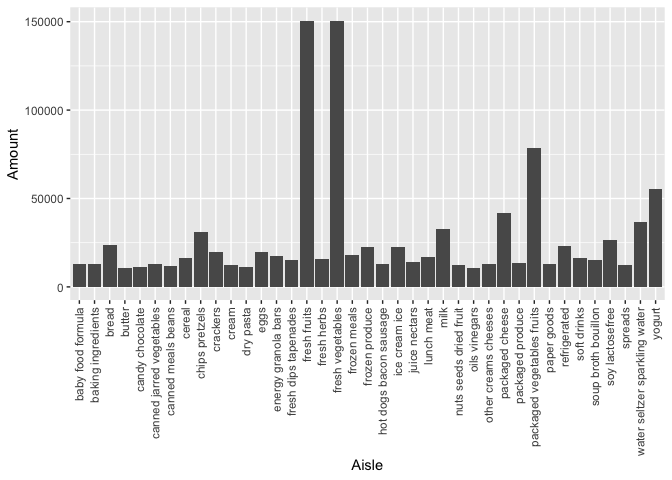 150000
100000
50000
0
Amount
baby food formula
baking ingredients
bread
butter
candy chocolate
canned jarred vegetables
canned meals beans
cereal
chips pretzels
crackers
cream
dry pasta
eggs
energy granola bars
fresh dips tapenades
fresh fruits
fresh herbs
fresh vegetables
frozen meals
frozen produce
hot dogs bacon sausage
ice cream ice
juice nectars
lunch meat
milk
nuts seeds dried fruit
oils vinegars
other creams cheeses
packaged cheese
packaged produce
packaged vegetables fruits
paper goods
refrigerated
soft drinks
soup broth bouillon
soy lactosefree
spreads
water seltzer sparkling water
yogurt
Aisle